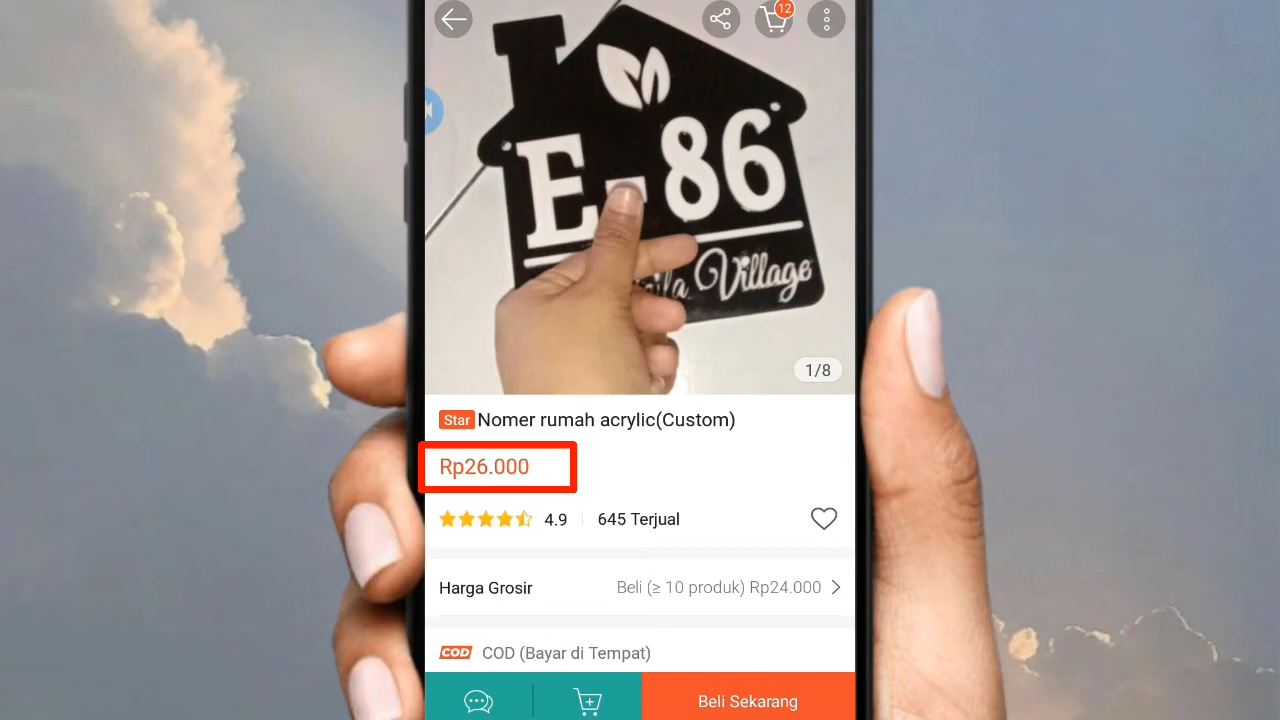 12
E-86
Village
1/8
Star Nomer rumah acrylic(Custom)
Rp26.000
4.9 645 Terjual
Harga Grosir Beli (≥ 10 produk) Rp24.000
COD COD (Bayar di Tempat)
Beli Sekarang